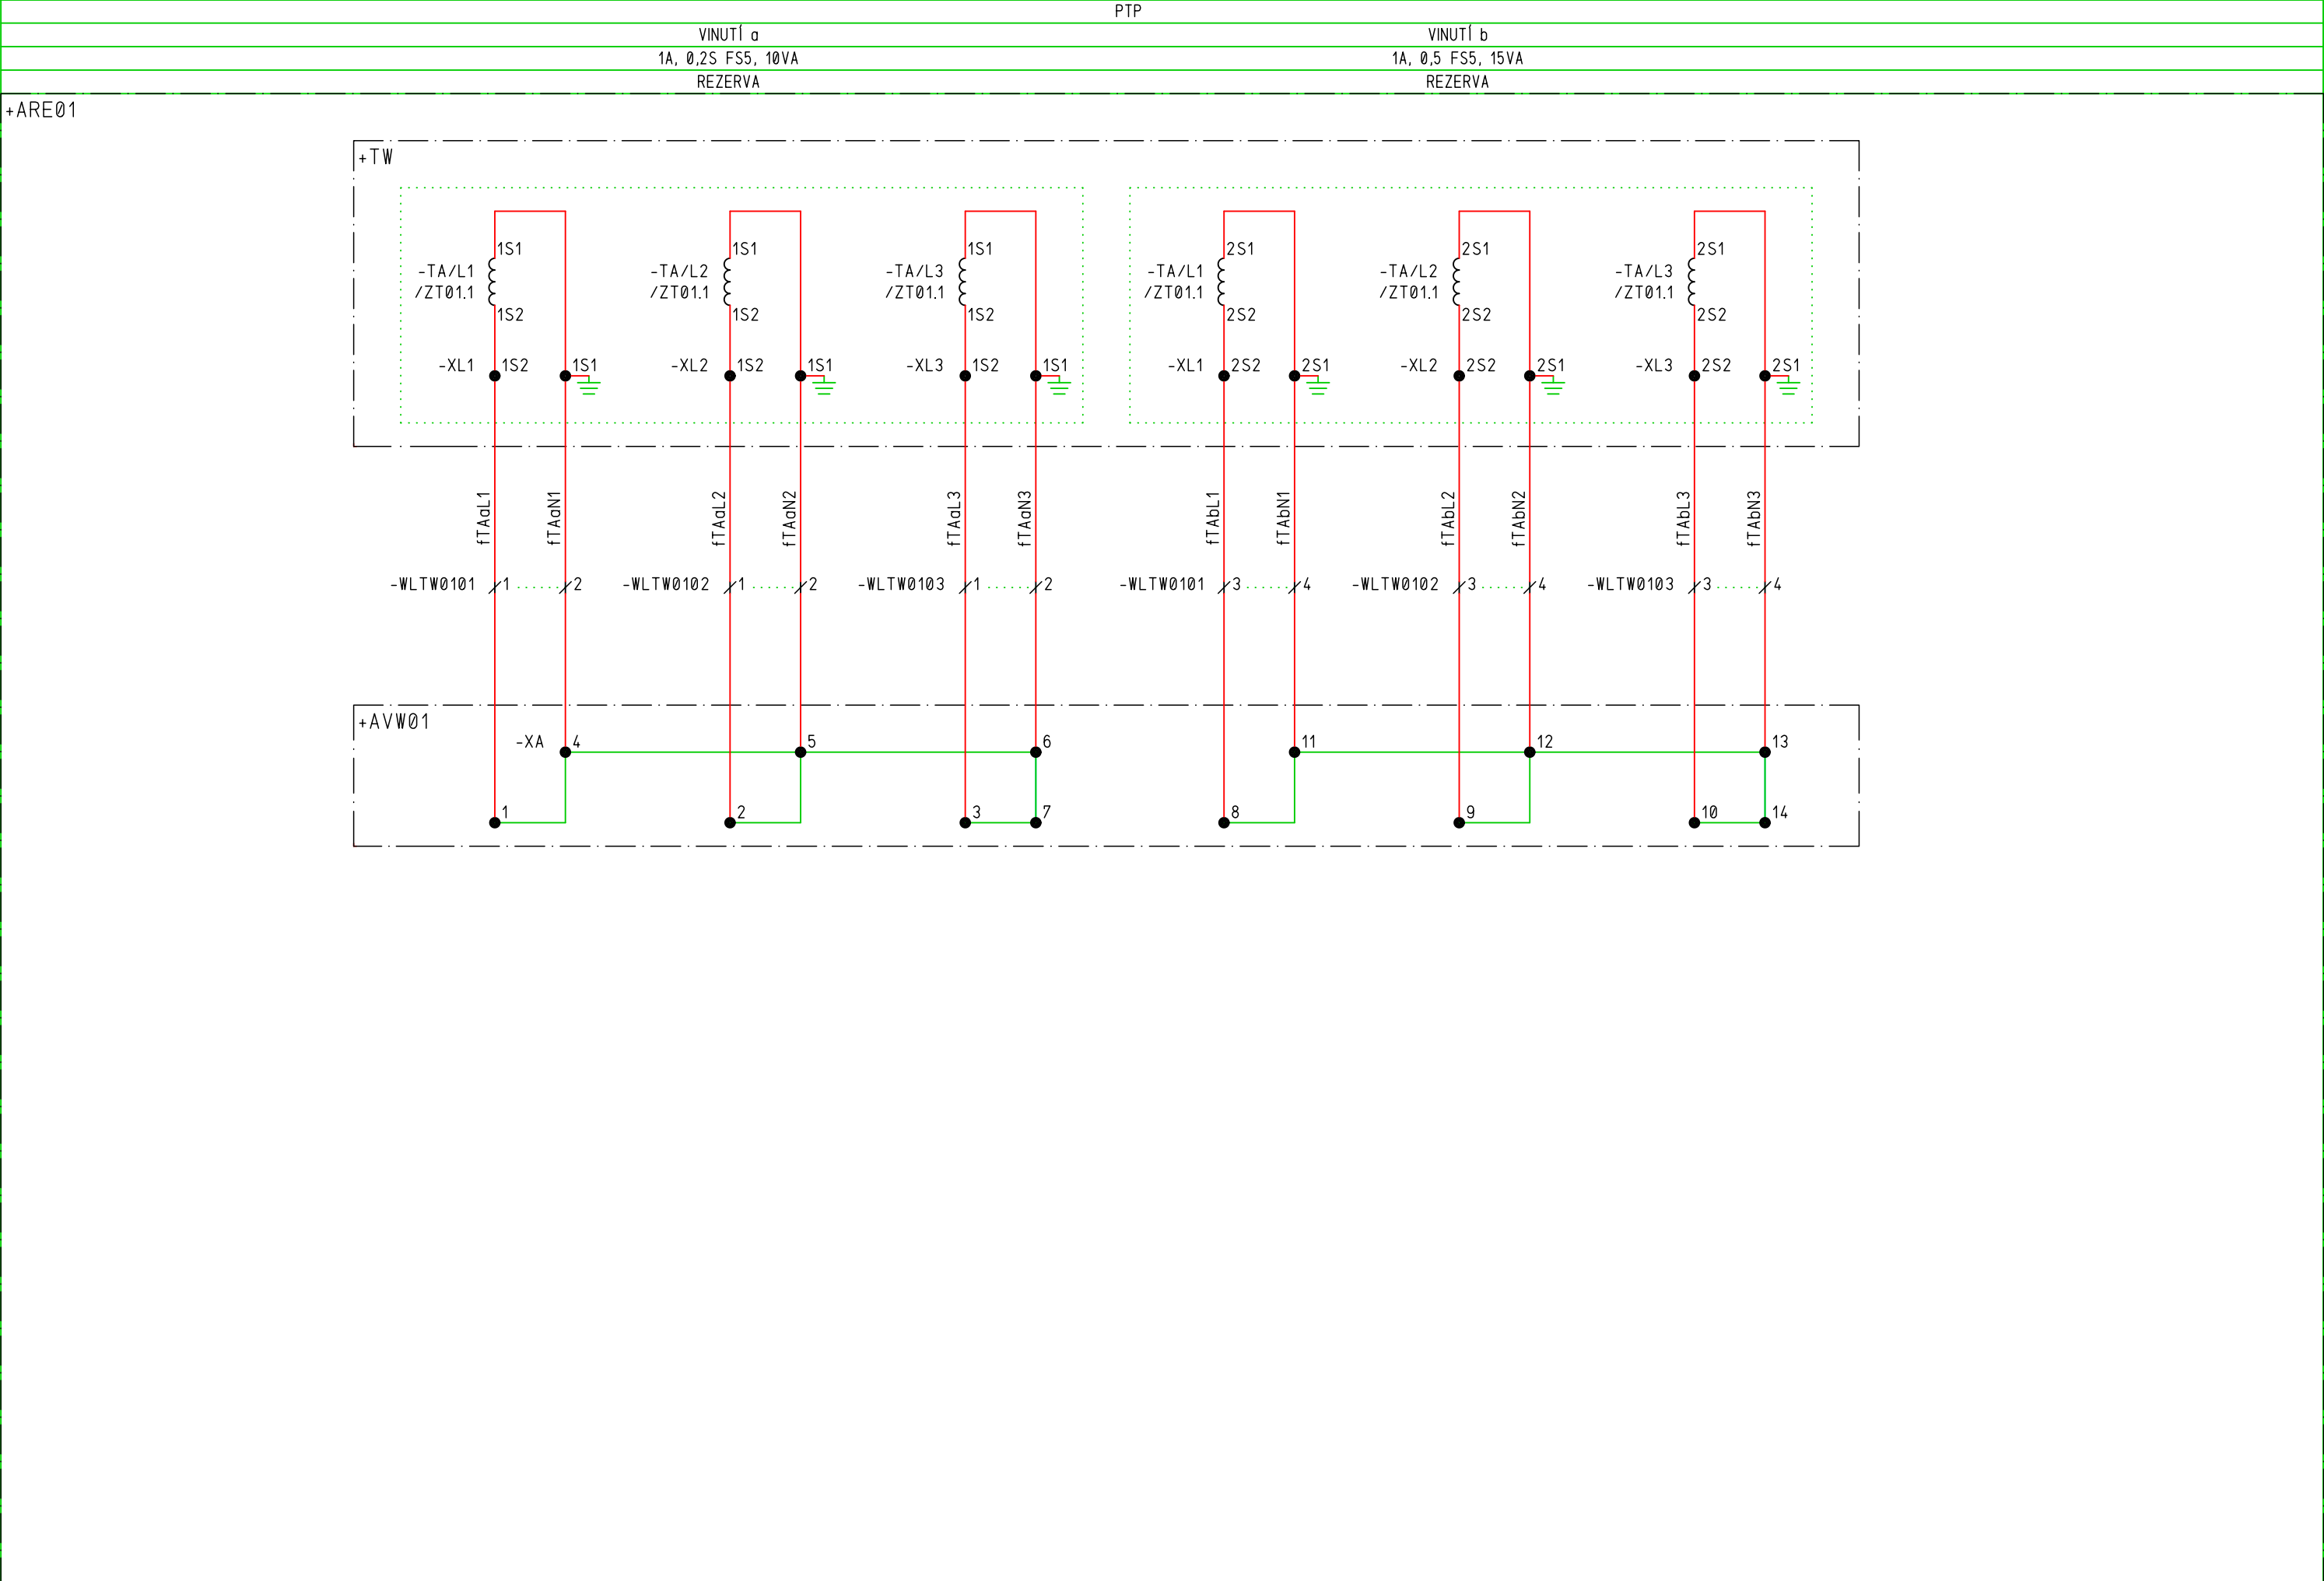 PTP
VINUTÍ a VINUTÍ b
1A, 0,2S FS5, 10VA 1A, 0,5 FS5, 15VA
REZERVA REZERVA
+ARE01
+TW
1S1 1S1 1S1 2S1 2S1 2S1
-TA/L1 -TA/L2 -TA/L3 -TA/L1 -TA/L2 -TA/L3
/ZT01.1 /ZT01.1 /ZT01.1 /ZT01.1 /ZT01.1 /ZT01.1
1S2 1S2 1S2 2S2 2S2 2S2
-XL1 1S2 1S1 -XL2 1S2 1S1 -XL3 1S2 1S1 -XL1 2S2 2S1 -XL2 2S2 2S1 -XL3 2S2 2S1
fTAaL1 fTAaN1 fTAaL2 fTAaN2 fTAaL3 fTAaN3 fTAbL1 fTAbN1 fTAbL2 fTAbN2 fTAbL3 fTAbN3
-WLTW0101 1 2 -WLTW0102 1 2 -WLTW0103 1 2 -WLTW0101 3 4 -WLTW0102 3 4 -WLTW0103 3 4
+AVW01
-XA 4 5 6 11 12 13
1 2 3 7 8 9 10 14